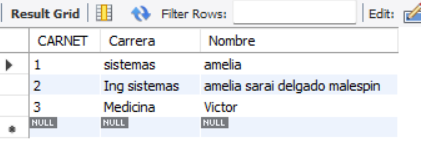 Result Grid Filter Rows: Edit:
CARNET Carrera Nombre
1 sistemas amelia
2 Ing sistemas amelia sarai delgado malespin
3 Medicina Victor
NULL NULL NULL